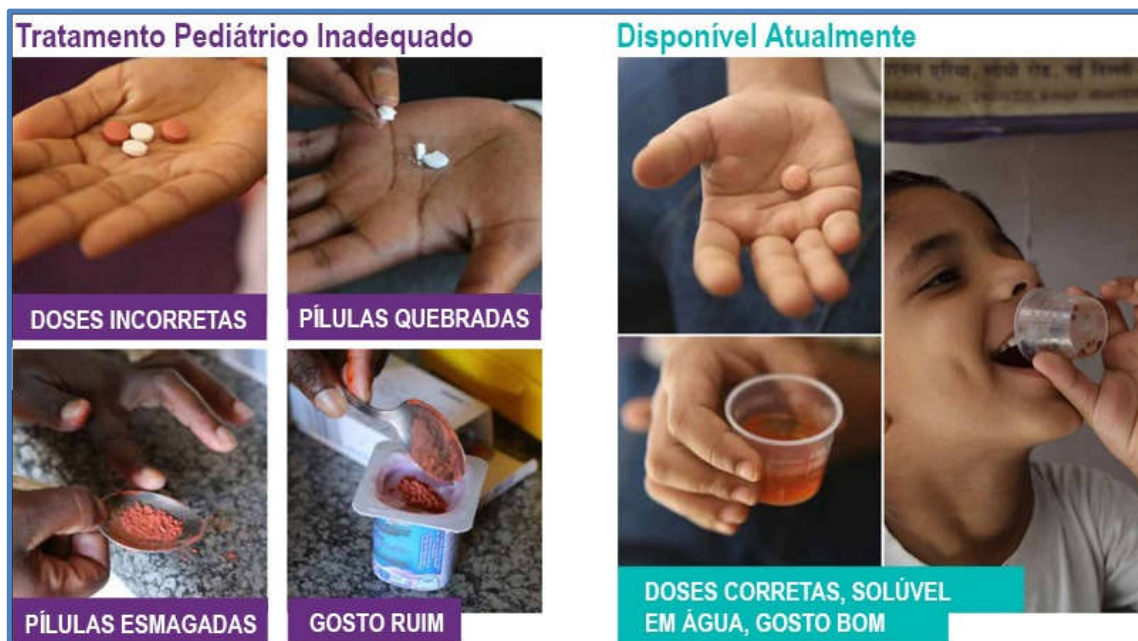 Tratamento Pediátrico Inadequado
DOSES INCORRETAS
PÍLULAS QUEBRADAS
PÍLULAS ESMAGADAS
GOSTO RUIM
Disponível Atualmente
DOSES CORRETAS, SOLÚVEL
EM ÁGUA, GOSTO BOM